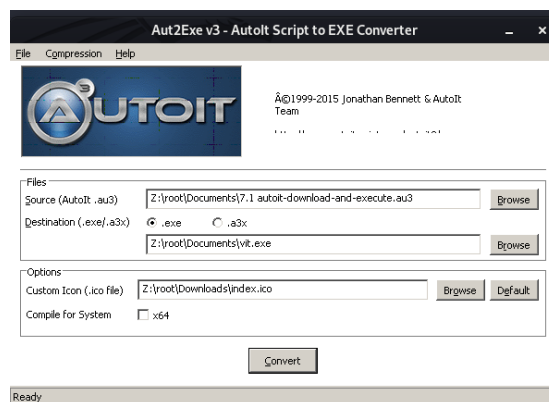 Aut2Exe v3 - AutoIt Script to EXE Converter
File Compression Help
AUTOIT 3
Â©1999-2015 Jonathan Bennett & AutoIt
Team
Files
Source (AutoIt .au3) Z:\root\Documents\7.1 autoit-download-and-execute.au3 Browse
Destination (.exe/.a3x) .exe .a3x
Z:\root\Documents\vit.exe Browse
Options
Custom Icon (.ico file) Z:\root\Downloads\index.ico Browse Default
Compile for System x64
Convert
Ready